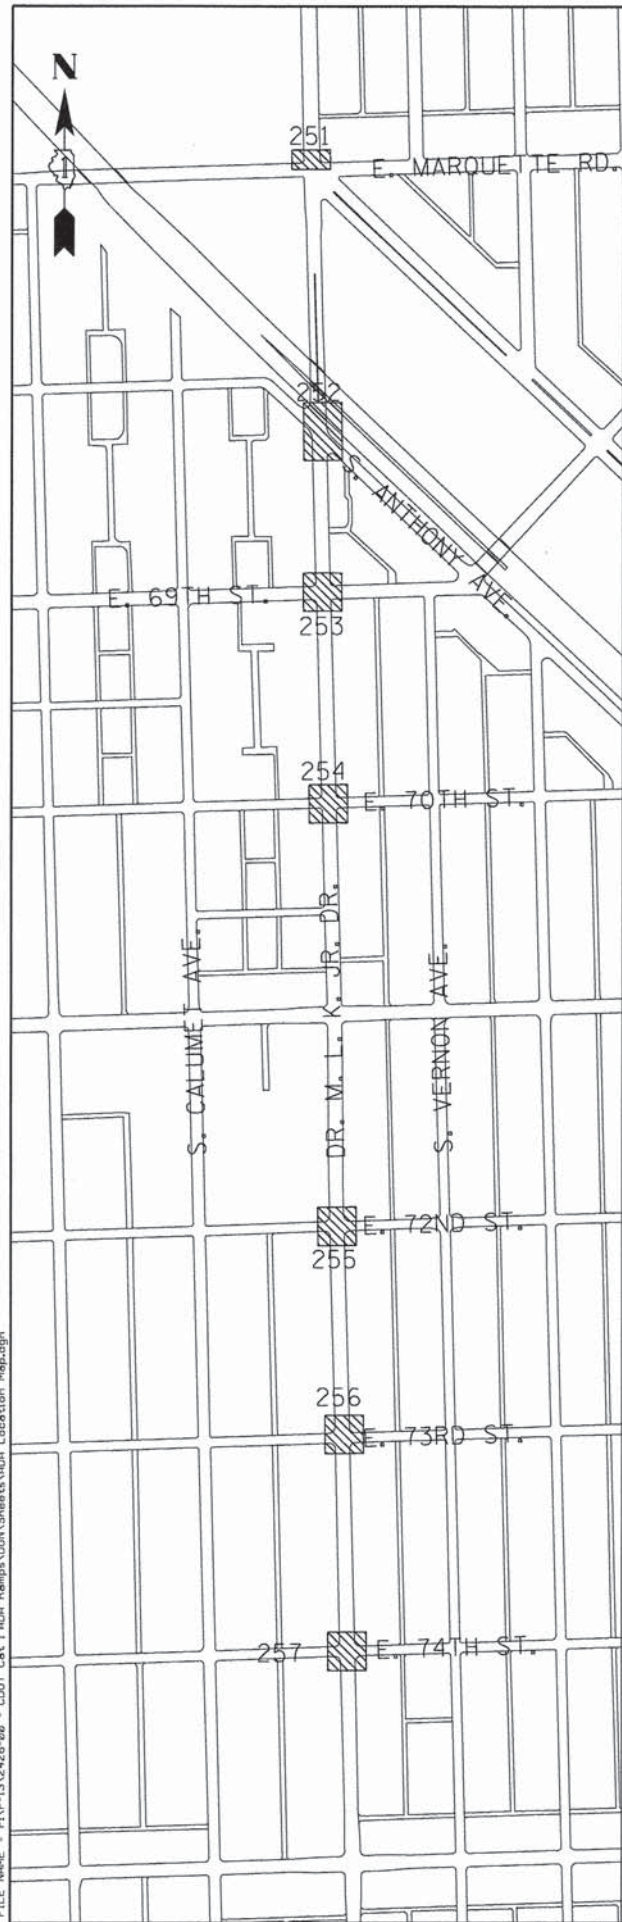 N
1
251
E. MARQUETTE RD.
252
S. ANTHONY AVE.
E. 69TH ST.
253
254
E. 70TH ST.
S. CALUMET AVE.
DR. M. L. K. JR. DR.
S. VERNON AVE.
E. 72ND ST.
255
256
E. 73RD ST.
257
E. 74TH ST.